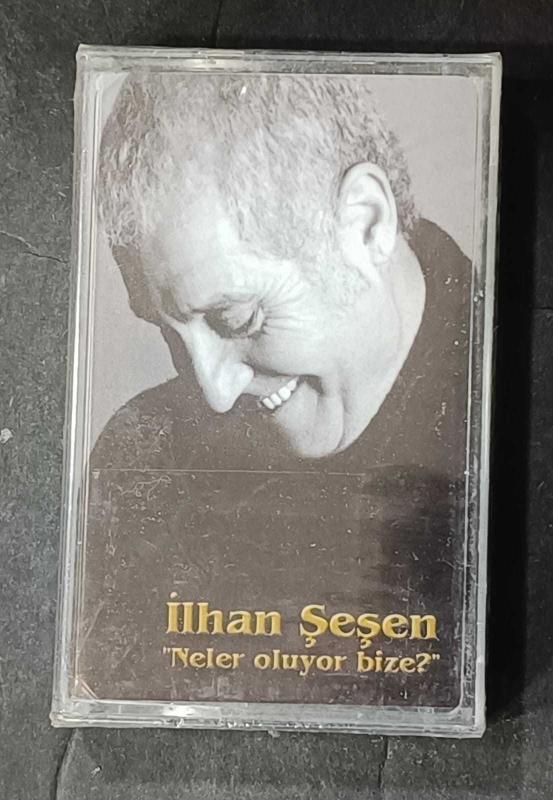 İlhan Şeşen
"Neler oluyor bize?"